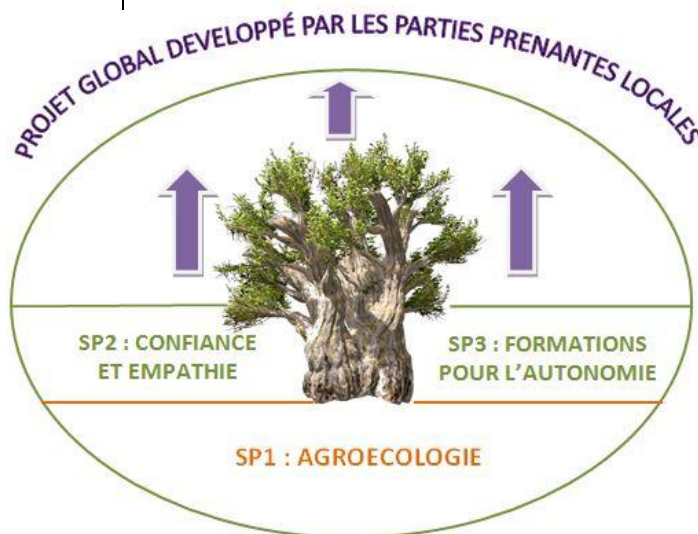 PROJET GLOBAL DEVELOPPÉ PAR LES PARTIES PRENANTES LOCALES
SP2 : CONFIANCE
ET EMPATHIE
SP3 : FORMATIONS
POUR L'AUTONOMIE
SP1 : AGROECOLOGIE